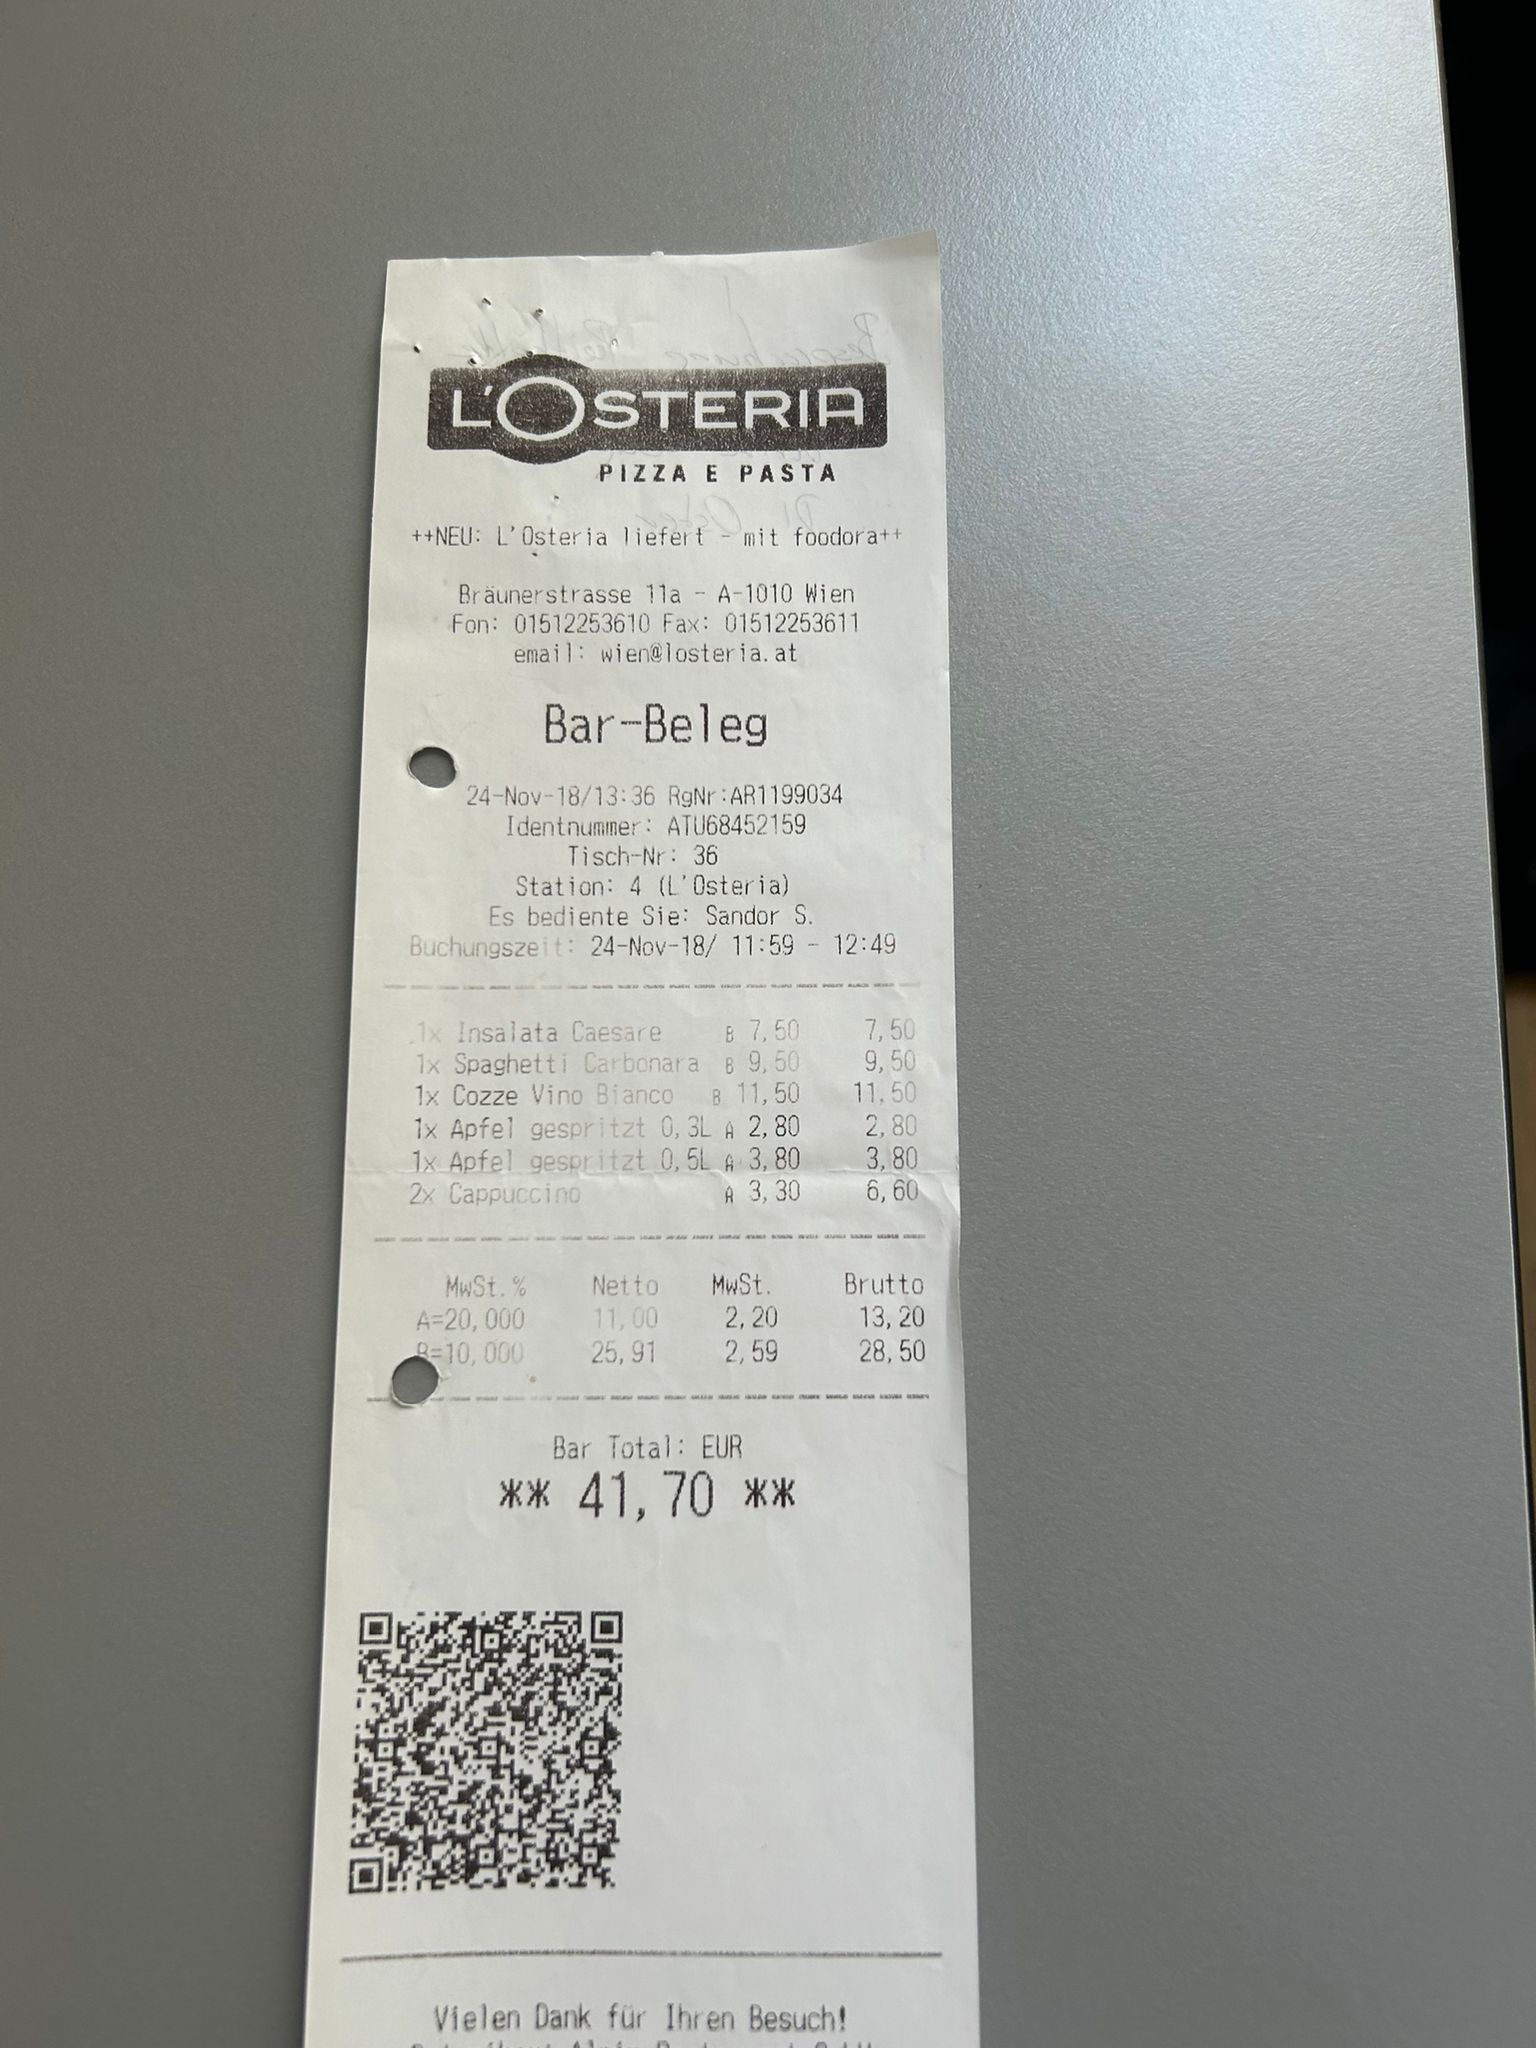 L'OSTERIA
PIZZA E PASTA
++NEU: L'Osteria liefert - mit foodora++
Bräunerstrasse 11a - A-1010 Wien
Fon: 01512253610 Fax: 01512253611
email: wien@losteria.at
Bar-Beleg
24-Nov-18/13:36 RgNr:AR1199034
Identnummer: ATU68452159
Tisch-Nr: 36
Station: 4 (L'Osteria)
Es bediente Sie: Sandor S.
Buchungszeit: 24-Nov-18/ 11:59 - 12:49
1x Insalata Caesare B 7,50 7,50
1x Spaghetti Carbonara B 9,50 9,50
1x Cozze Vino Bianco B 11,50 11,50
1x Apfel gespritzt 0,3L A 2,80 2,80
1x Apfel gespritzt 0,5L A 3,80 3,80
2x Cappuccino A 3,30 6,60
MwSt.% Netto MwSt. Brutto
A=20,000 11,00 2,20 13,20
B=10,000 25,91 2,59 28,50
Bar Total: EUR
** 41,70 **
Vielen Dank für Ihren Besuch!